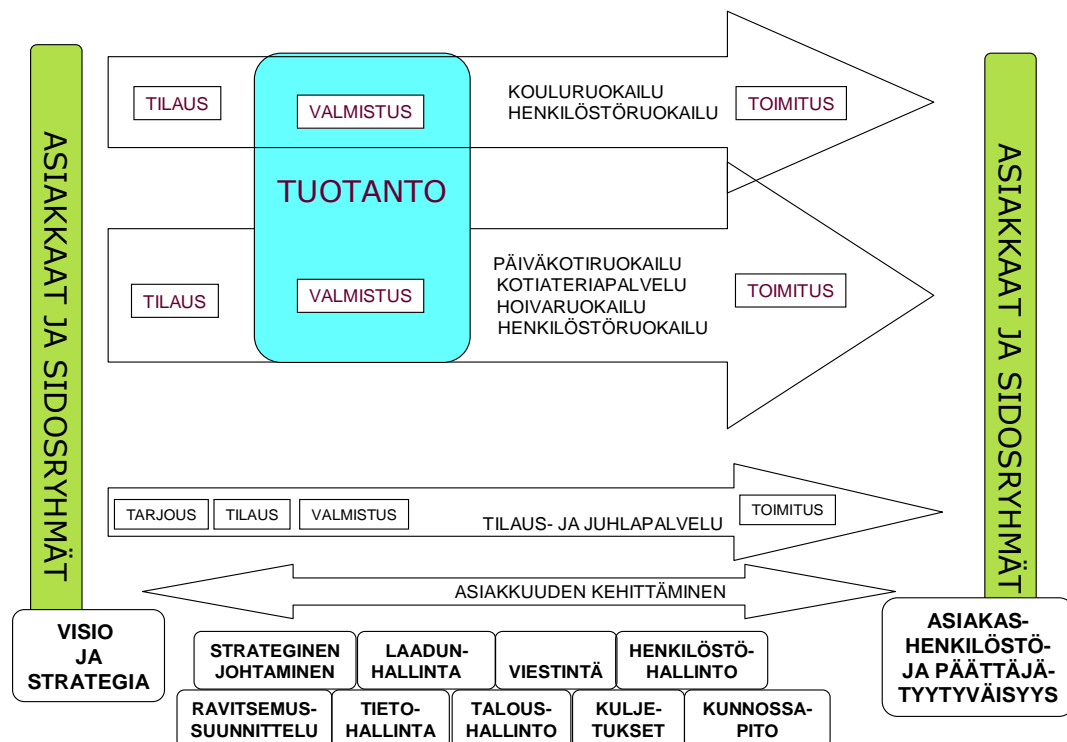 ASIAKKAAT JA SIDOSRYHMÄT
TILAUS
VALMISTUS
KOULURUOKAILU
HENKILÖSTÖRUOKAILU
TOIMITUS
TUOTANTO
TILAUS
VALMISTUS
PÄIVÄKOTIRUOKAILU
KOTIATERIAPALVELU
HOIVARUOKAILU
HENKILÖSTÖRUOKAILU
TOIMITUS
TARJOUS
TILAUS
VALMISTUS
TILAUS- JA JUHLAPALVELU
TOIMITUS
ASIAKKUUDEN KEHITTÄMINEN
ASIAKKAAT JA SIDOSRYHMÄT
VISIO
JA
STRATEGIA
STRATEGINEN
JOHTAMINEN
LAADUN-
HALLINTA
VIESTINTÄ
HENKILÖSTÖ-
HALLINTO
RAVITSEMUS-
SUUNNITTELU
TIETO-
HALLINTA
TALOUS-
HALLINTO
KULJE-
TUKSET
KUNNOSSA-
PITO
ASIAKAS-
HENKILÖSTÖ-
JA PÄÄTTÄJÄ-
TYYTYVÄISYYS